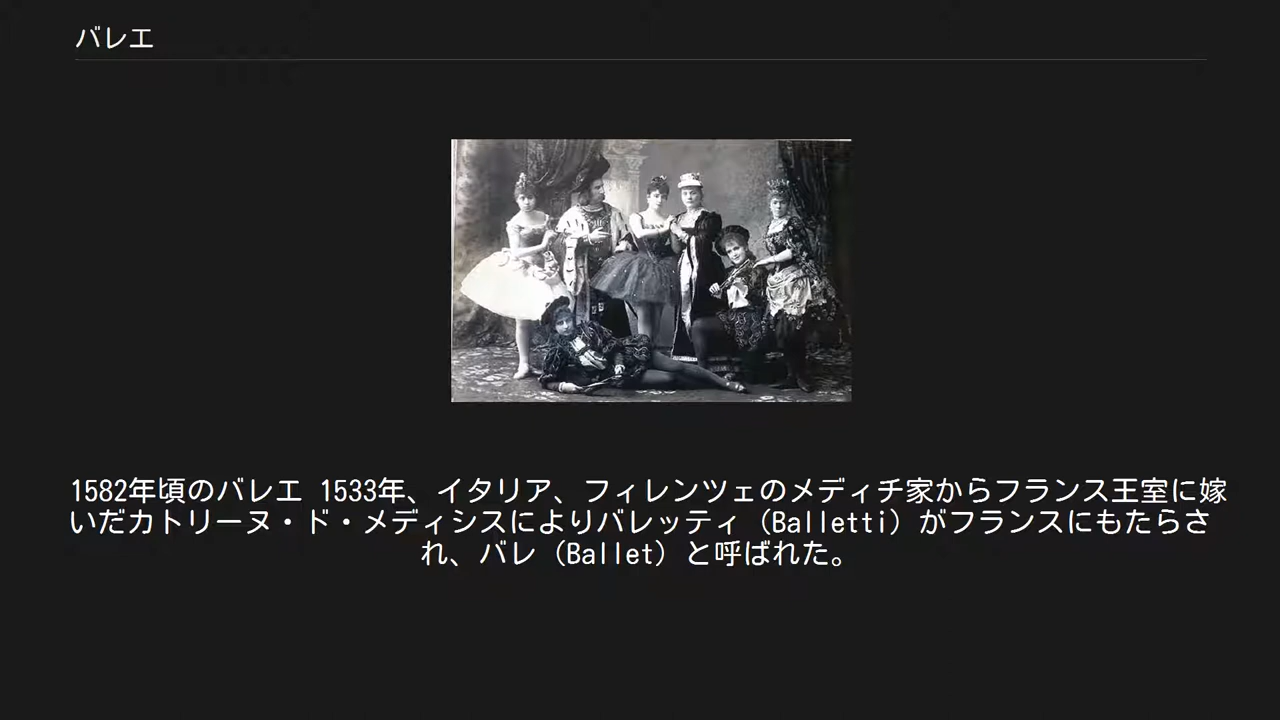 バレエ
1582年頃のバレエ 1533年、イタリア、フィレンツェのメディチ家からフランス王室に嫁
いだカトリーヌ・ド・メディシスによりバレッティ（Balletti）がフランスにもたらさ
れ、バレ（Ballet）と呼ばれた。